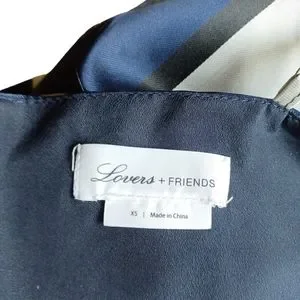 Lovers + FRIENDS
XS | Made in China